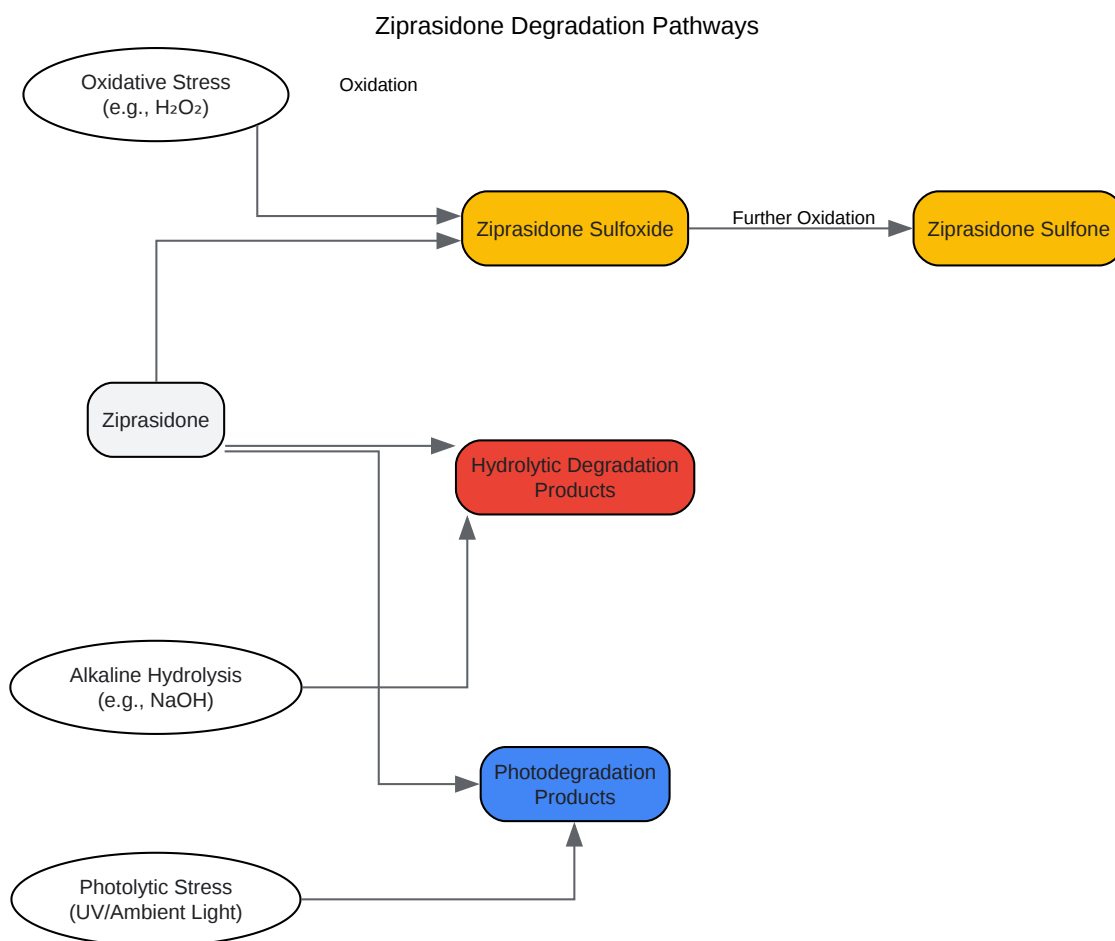 Ziprasidone Degradation Pathways
Oxidative Stress
(e.g., H₂O₂)
Oxidation
Ziprasidone Sulfoxide
Further Oxidation
Ziprasidone Sulfone
Ziprasidone
Hydrolytic Degradation
Products
Alkaline Hydrolysis
(e.g., NaOH)
Photodegradation
Products
Photolytic Stress
(UV/Ambient Light)